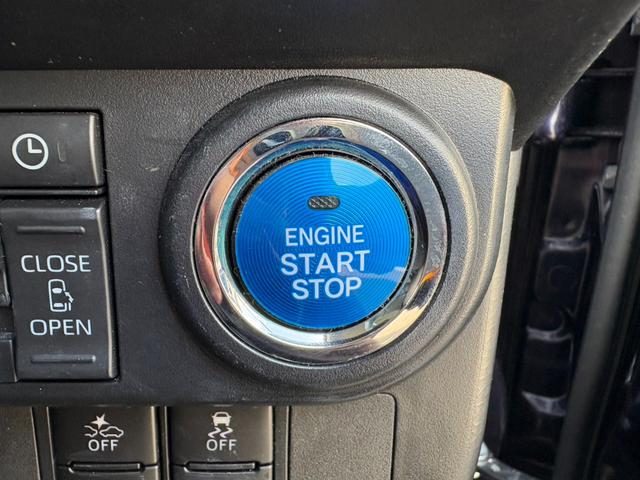 ENGINE
START
STOP
CLOSE
OPEN
OFF
OFF